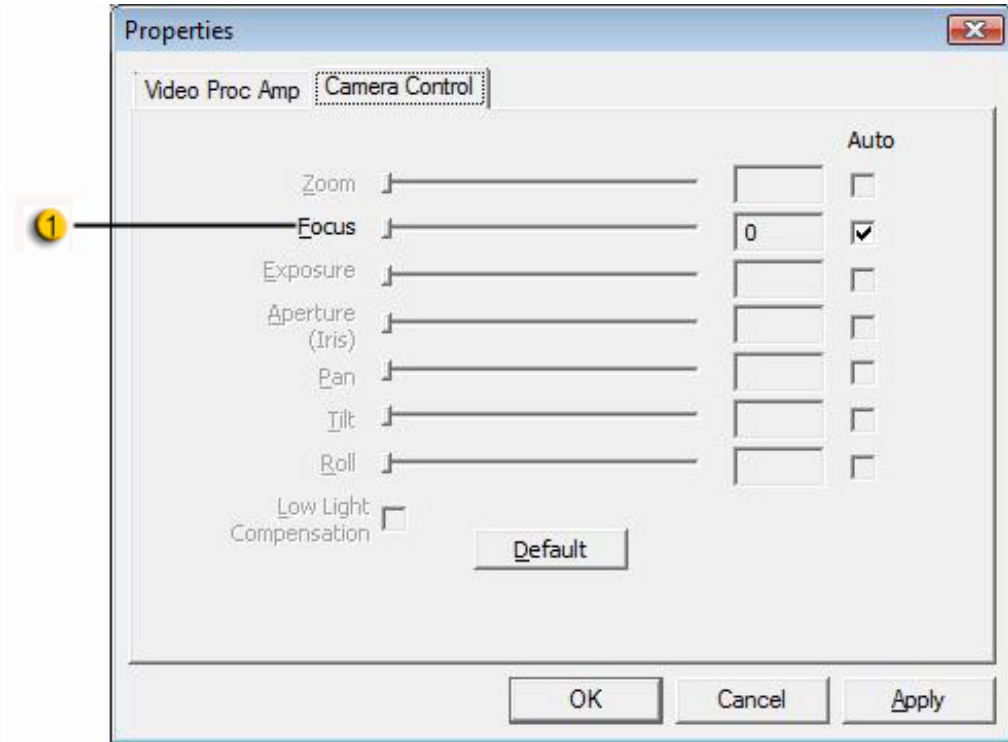 Properties
Video Proc Amp
Camera Control
Auto
Zoom
1
Focus
0
Exposure
Aperture
(Iris)
Pan
Tilt
Roll
Low Light
Compensation
Default
OK
Cancel
Apply